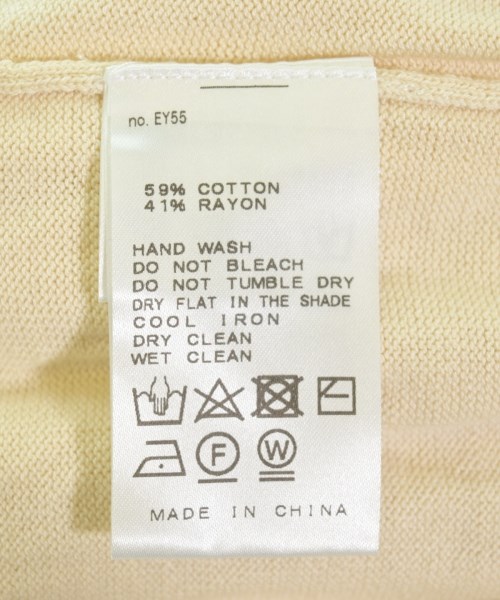 no. EY55
59% COTTON
41% RAYON
HAND WASH
DO NOT BLEACH
DO NOT TUMBLE DRY
DRY FLAT IN THE SHADE
COOL IRON
DRY CLEAN
WET CLEAN
F W
MADE IN CHINA